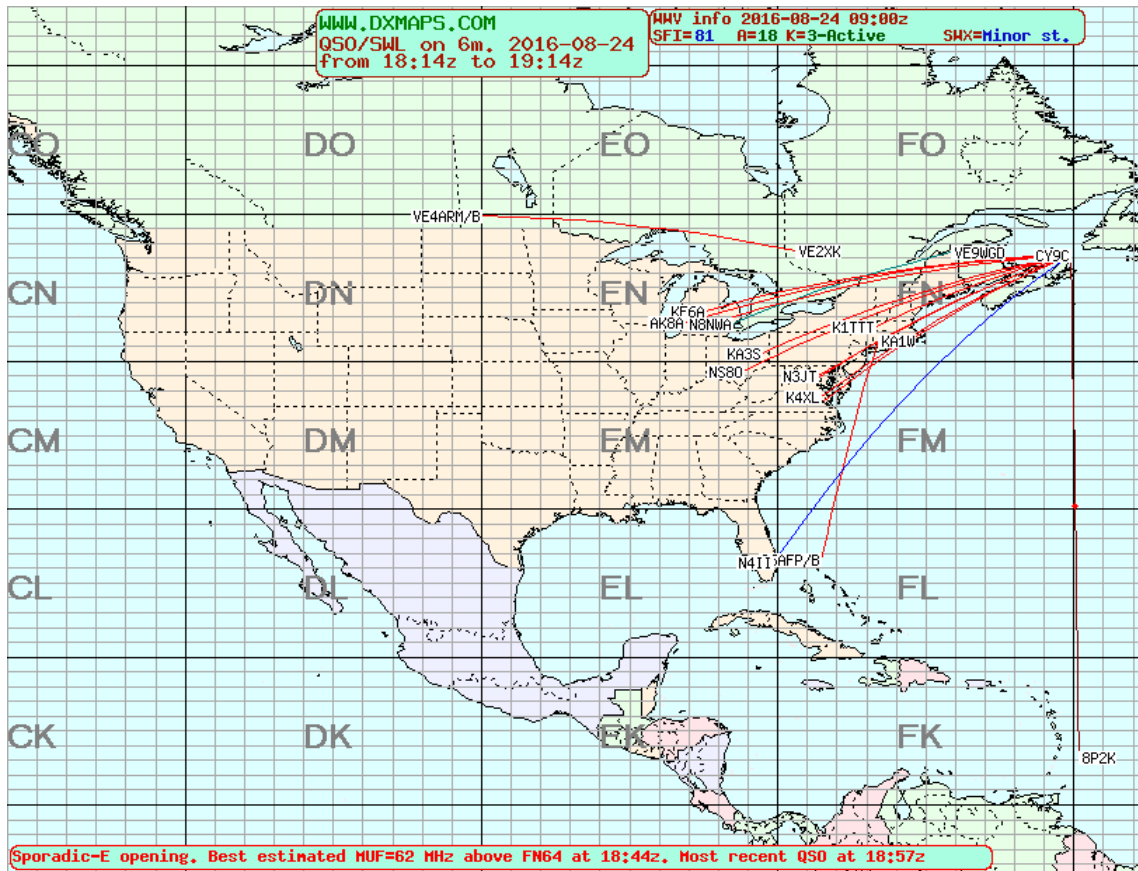 WWW.DXMAPS.COM
QSO/SWL on 6m. 2016-08-24
from 18:14z to 19:14z
WWV info 2016-08-24 09:00z
SFI=81 A=18 K=3-Active SWX=Minor st.
CO
DO
EO
FO
VE4ARM/B
VE2XK
VE9WGD
CY9C
CN
DN
EN
FN
KF6A
AK8A
N8NWA
K1TTT
KA1W
KA3S
NS8O
N3JT
K4XL
CM
DM
EM
FM
N4II
AFP/B
CL
DL
EL
FL
CK
DK
EK
FK
8P2K
Sporadic-E opening. Best estimated MUF=62 MHz above FN64 at 18:44z. Most recent QSO at 18:57z